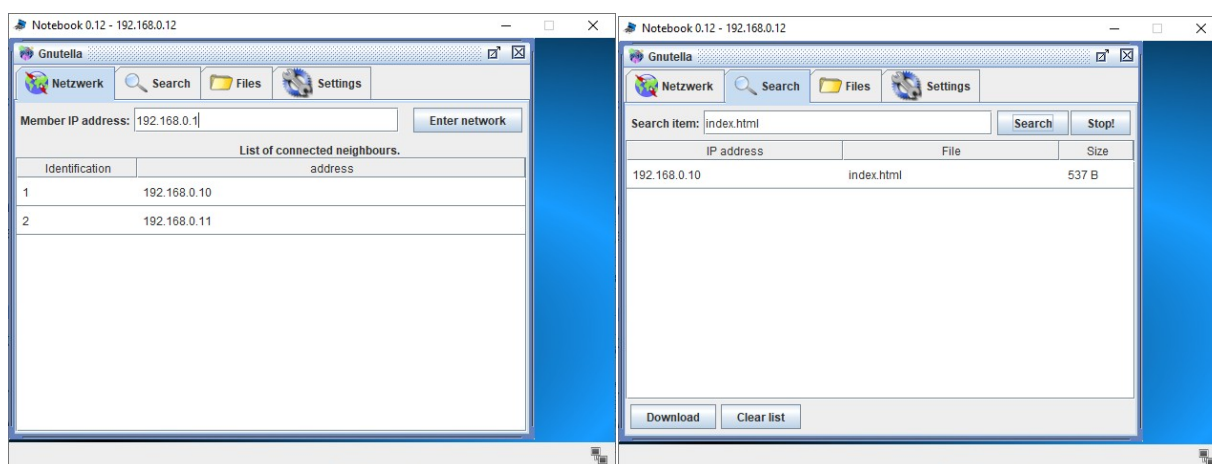 Notebook 0.12 - 192.168.0.12
Gnutella
Netzwerk Search Files Settings
Member IP address: 192.168.0.1 Enter network
List of connected neighbours.
Identification address
1 192.168.0.10
2 192.168.0.11
Notebook 0.12 - 192.168.0.12
Gnutella
Netzwerk Search Files Settings
Search item: index.html Search Stop!
IP address File Size
192.168.0.10 index.html 537 B
Download Clear list